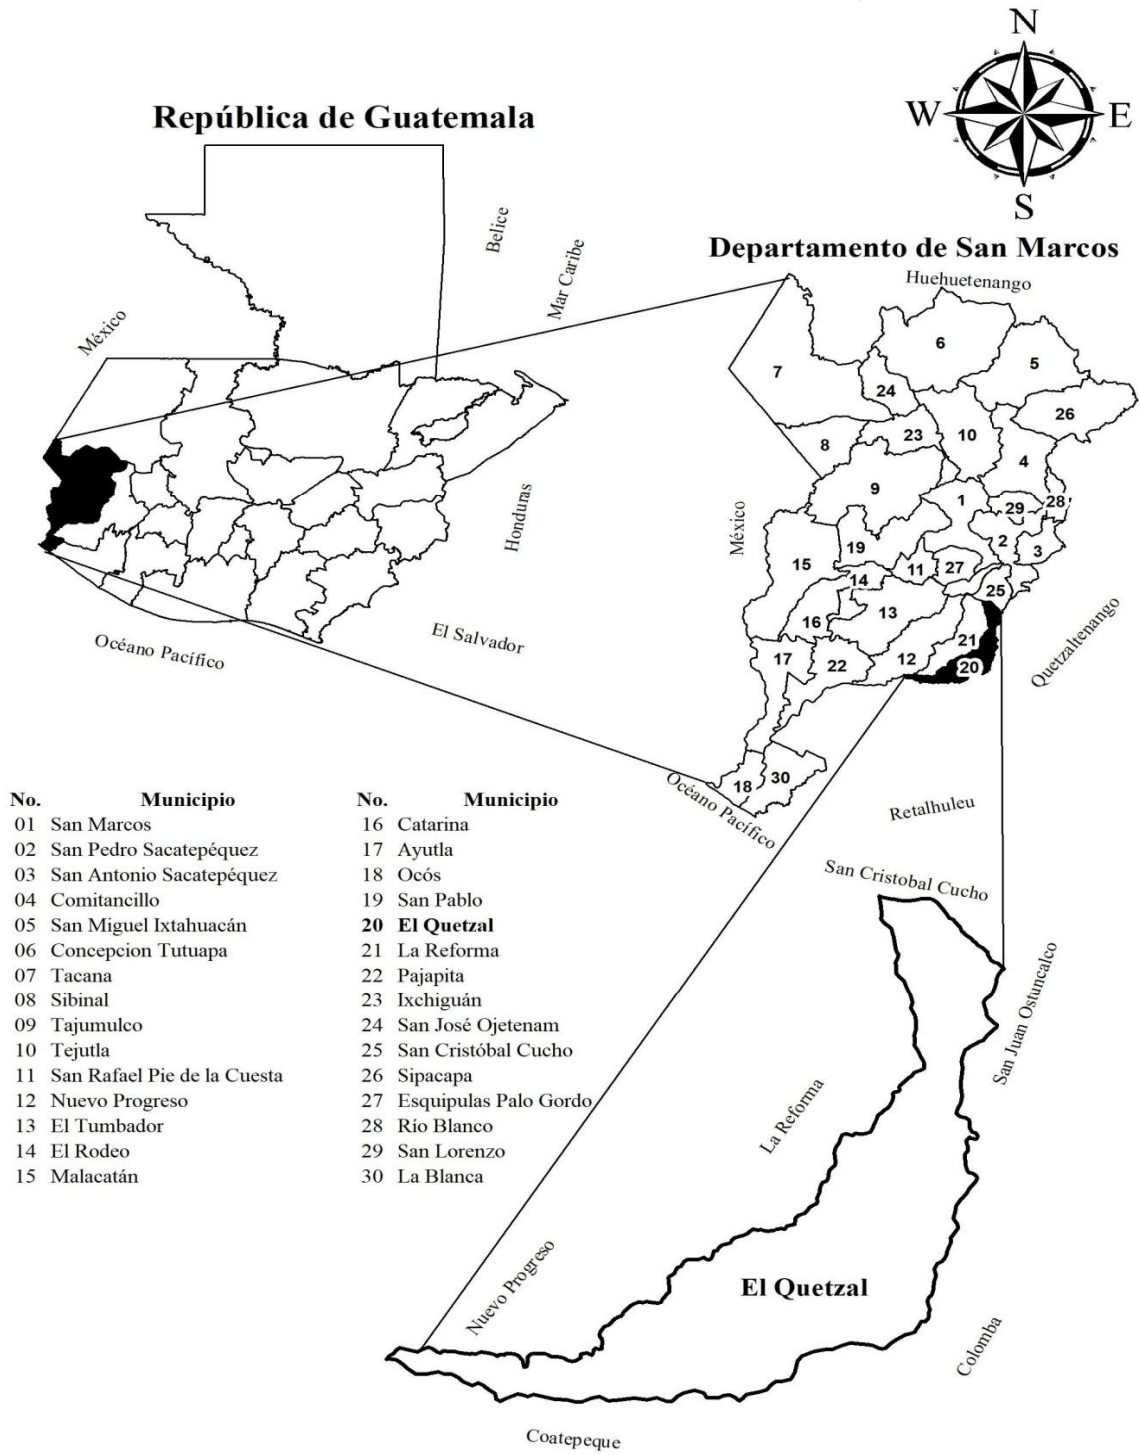 N
W E
S
República de Guatemala
Belice
Mar Caribe
México
Honduras
El Salvador
Océano Pacífico
Departamento de San Marcos
Huehuetenango
6
5
7
24
26
23
10
8
4
9
1
28
29
México
19
2
3
15
11
27
14
25
13
16
21
Quetzaltenango
17
22
12
20
30
18
Océano Pacífico
Retalhuleu
No. Municipio
01 San Marcos
02 San Pedro Sacatepéquez
03 San Antonio Sacatepéquez
04 Comitancillo
05 San Miguel Ixtahuacán
06 Concepcion Tutuapa
07 Tacana
08 Sibinal
09 Tajumulco
10 Tejutla
11 San Rafael Pie de la Cuesta
12 Nuevo Progreso
13 El Tumbador
14 El Rodeo
15 Malacatán
No. Municipio
16 Catarina
17 Ayutla
18 Ocós
19 San Pablo
20 El Quetzal
21 La Reforma
22 Pajapita
23 Ixchiguán
24 San José Ojetenam
25 San Cristóbal Cucho
26 Sipacapa
27 Esquipulas Palo Gordo
28 Río Blanco
29 San Lorenzo
30 La Blanca
San Cristobal Cucho
San Juan Ostuncalco
La Reforma
Nuevo Progreso
El Quetzal
Colomba
Coatepeque